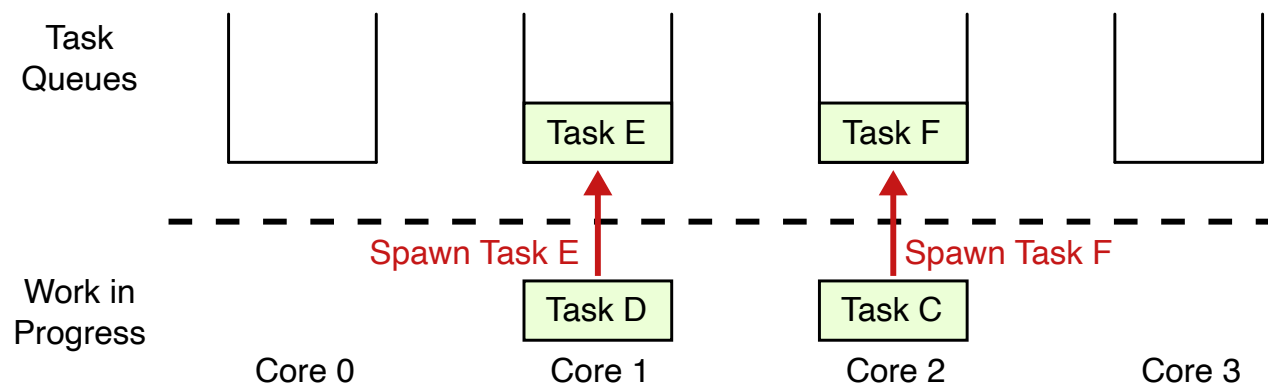 Task
Queues
Task E
Task F
Spawn Task E
Spawn Task F
Work in
Progress
Task D
Task C
Core 0
Core 1
Core 2
Core 3